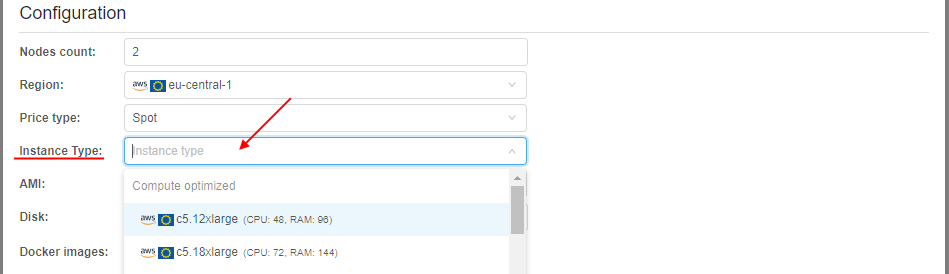 Configuration
Nodes count: 2
Region: aws eu-central-1
Price type: Spot
Instance Type: Instance type
AMI:
Compute optimized
Disk: aws c5.12xlarge (CPU: 48, RAM: 96)
Docker images: aws c5.18xlarge (CPU: 72, RAM: 144)